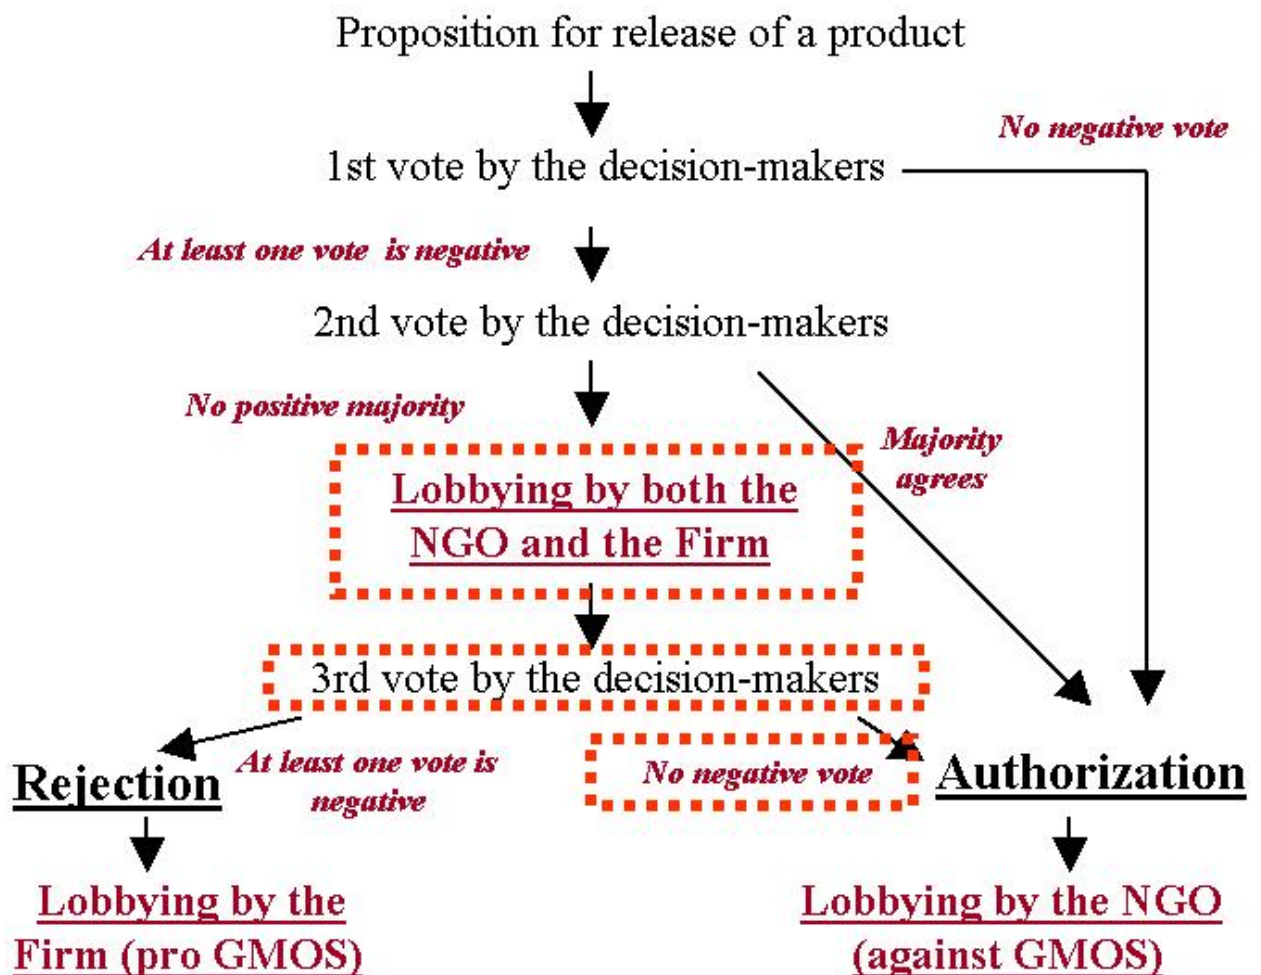 Proposition for release of a product
No negative vote
1st vote by the decision-makers
At least one vote is negative
2nd vote by the decision-makers
No positive majority
Majority
agrees
Lobbying by both the
NGO and the Firm
3rd vote by the decision-makers
Rejection
At least one vote is
negative
No negative vote
Authorization
Lobbying by the
Firm (pro GMOS)
Lobbying by the NGO
(against GMOS)